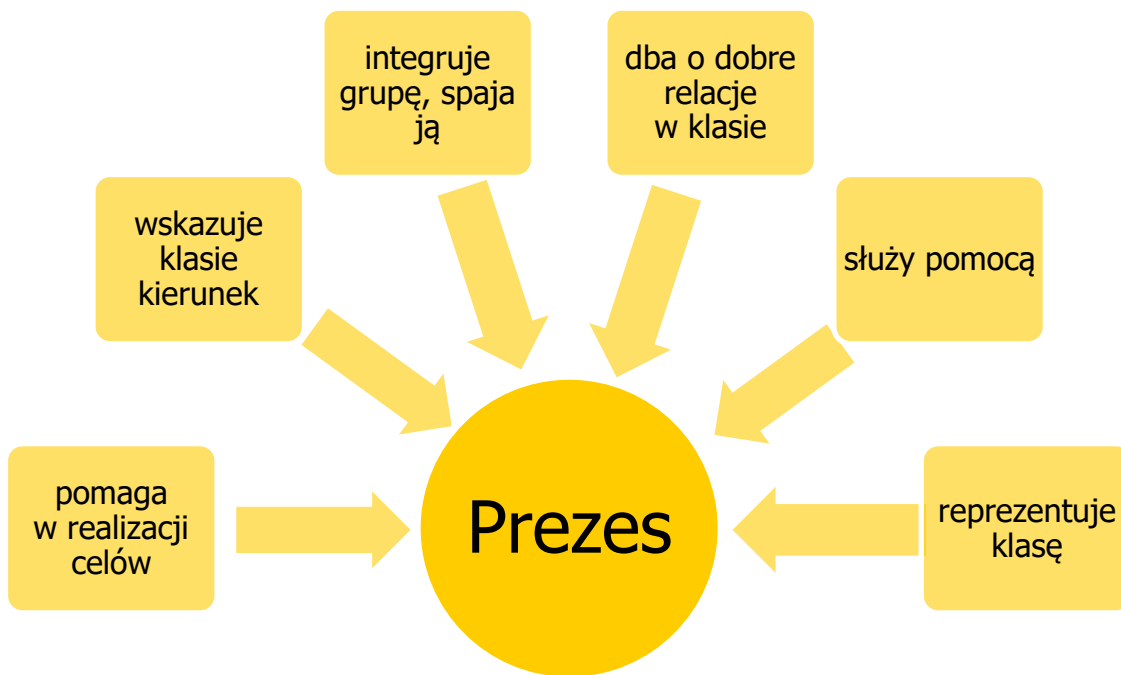 integruje
grupę, spaja
ją
dba o dobre
relacje
w klasie
wskazuje
klasie
kierunek
służy pomocą
pomaga
w realizacji
celów
Prezes
reprezentuje
klasę